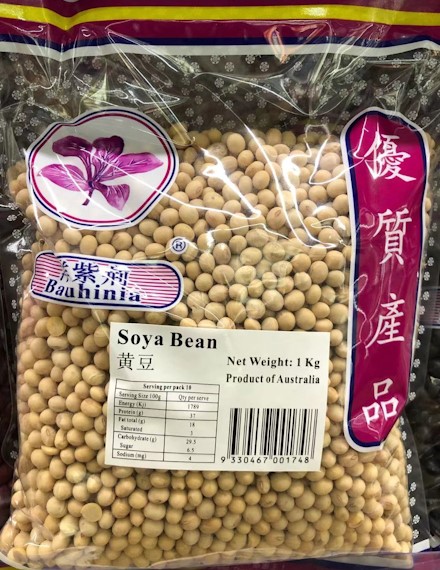 優質產品
紫荊
®
Bauhinia
Soya Bean
黄豆
Net Weight: 1 Kg
Product of Australia
Serving per pack 10
Serving Size 100g Qty per serve
Energy (Kj) 1789
Protein (g) 37
Fat total (g) 18
Saturated 3
Carbohydrate (g) 29.5
Sugar 6.5
Sodium (mg) 4
9 330467 001748